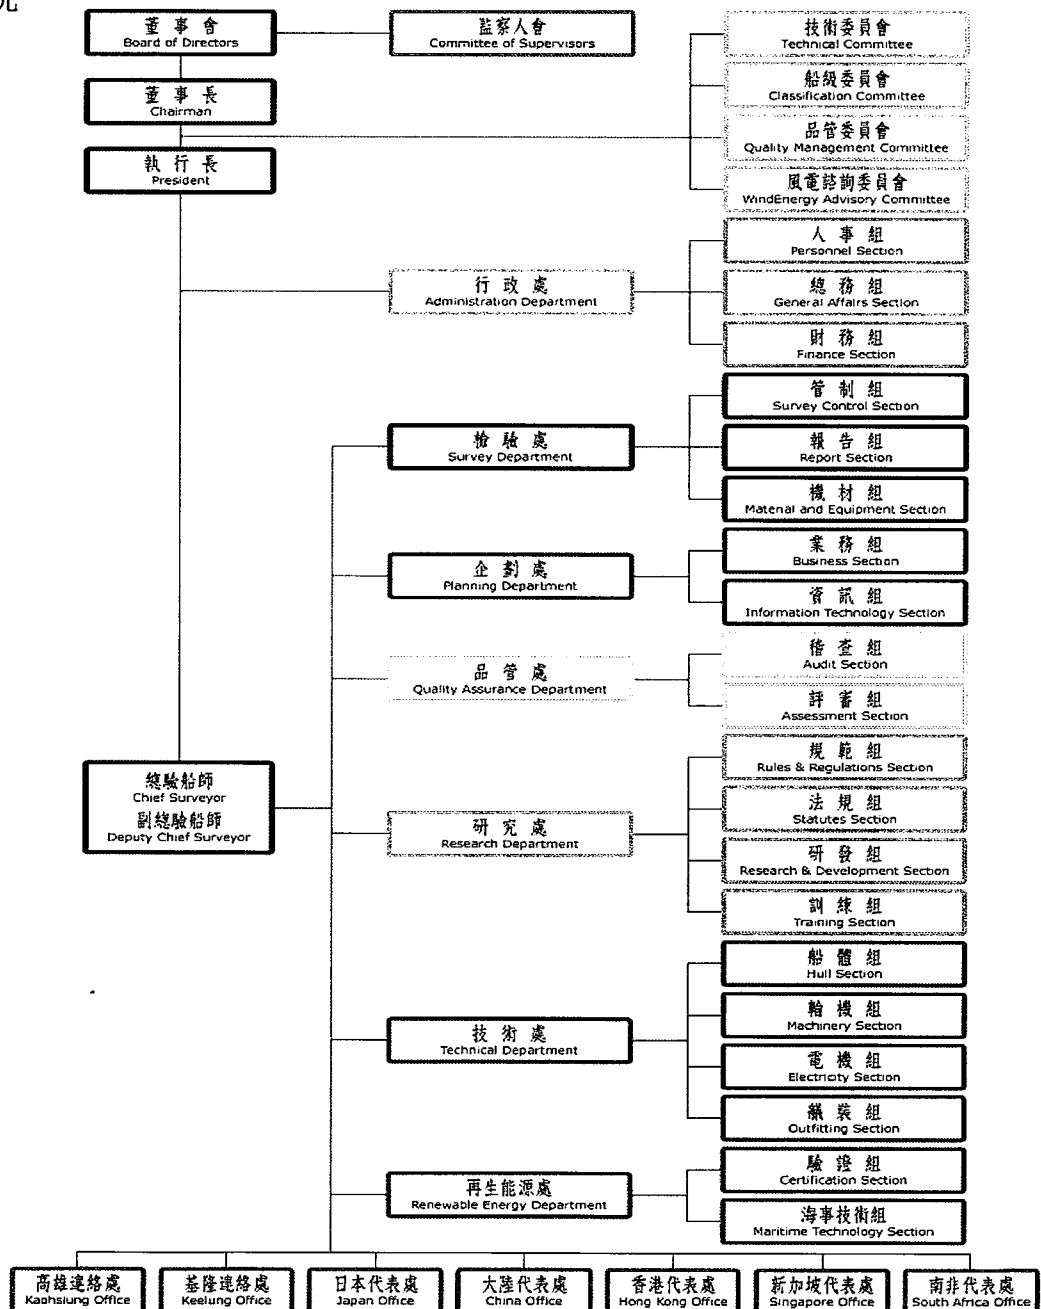 董事會
Board of Directors
監察人會
Committee of Supervisors
技術委員會
Technical Committee
董事長
Chairman
船級委員會
Classification Committee
品管委員會
Quality Management Committee
執行長
President
風電諮詢委員會
WindEnergy Advisory Committee
人事組
Personnel Section
行政處
Administration Department
總務組
General Affairs Section
財務組
Finance Section
管制組
Survey Control Section
檢驗處
Survey Department
報告組
Report Section
機材組
Material and Equipment Section
業務組
Business Section
企劃處
Planning Department
資訊組
Information Technology Section
稽查組
Audit Section
品管處
Quality Assurance Department
評審組
Assessment Section
規範組
Rules & Regulations Section
總驗船師
Chief Surveyor
副總驗船師
Deputy Chief Surveyor
法規組
Statutes Section
研究處
Research Department
研發組
Research & Development Section
訓練組
Training Section
船體組
Hull Section
輪機組
Machinery Section
技術處
Technical Department
電機組
Electricity Section
艤裝組
Outfitting Section
驗證組
Certification Section
再生能源處
Renewable Energy Department
海事技術組
Maritime Technology Section
高雄連絡處
Kaohsiung Office
基隆連絡處
Keelung Office
日本代表處
Japan Office
大陸代表處
China Office
香港代表處
Hong Kong Office
新加坡代表處
Singapore Office
南非代表處
South Africa Office